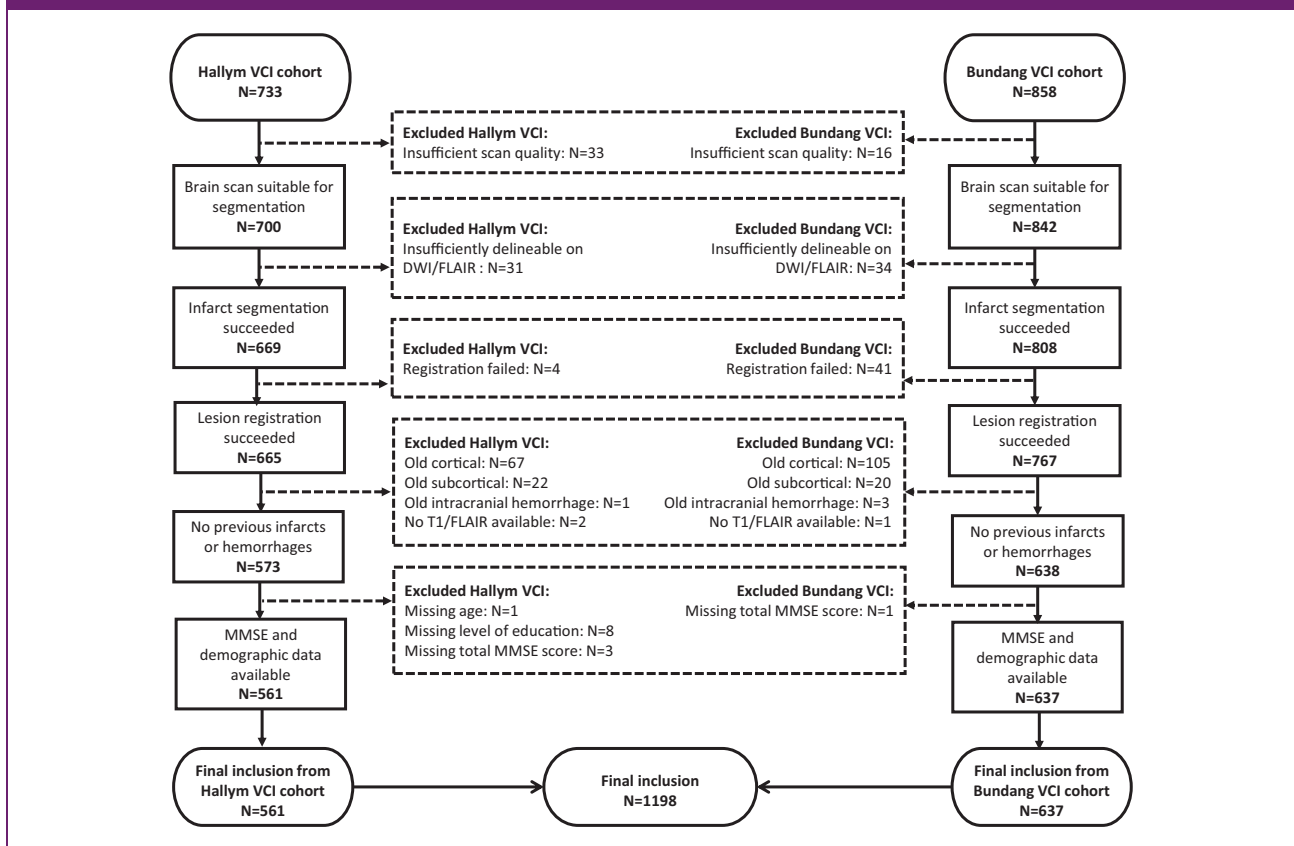 Hallym VCI cohort
N=733
Bundang VCI cohort
N=858
Excluded Hallym VCI:
Insufficient scan quality: N=33
Excluded Bundang VCI:
Insufficient scan quality: N=16
Brain scan suitable for
segmentation
N=700
Brain scan suitable for
segmentation
N=842
Excluded Hallym VCI:
Insufficiently delineable on
DWI/FLAIR : N=31
Excluded Bundang VCI:
Insufficiently delineable on
DWI/FLAIR: N=34
Infarct segmentation
succeeded
N=669
Infarct segmentation
succeeded
N=808
Excluded Hallym VCI:
Registration failed: N=4
Excluded Bundang VCI:
Registration failed: N=41
Lesion registration
succeeded
N=665
Lesion registration
succeeded
N=767
Excluded Hallym VCI:
Old cortical: N=67
Old subcortical: N=22
Old intracranial hemorrhage: N=1
No T1/FLAIR available: N=2
Excluded Bundang VCI:
Old cortical: N=105
Old subcortical: N=20
Old intracranial hemorrhage: N=3
No T1/FLAIR available: N=1
No previous infarcts
or hemorrhages
N=573
No previous infarcts
or hemorrhages
N=638
Excluded Hallym VCI:
Missing age: N=1
Missing level of education: N=8
Missing total MMSE score: N=3
Excluded Bundang VCI:
Missing total MMSE score: N=1
MMSE and
demographic data
available
N=561
MMSE and
demographic data
available
N=637
Final inclusion from
Hallym VCI cohort
N=561
Final inclusion
N=1198
Final inclusion from
Bundang VCI cohort
N=637